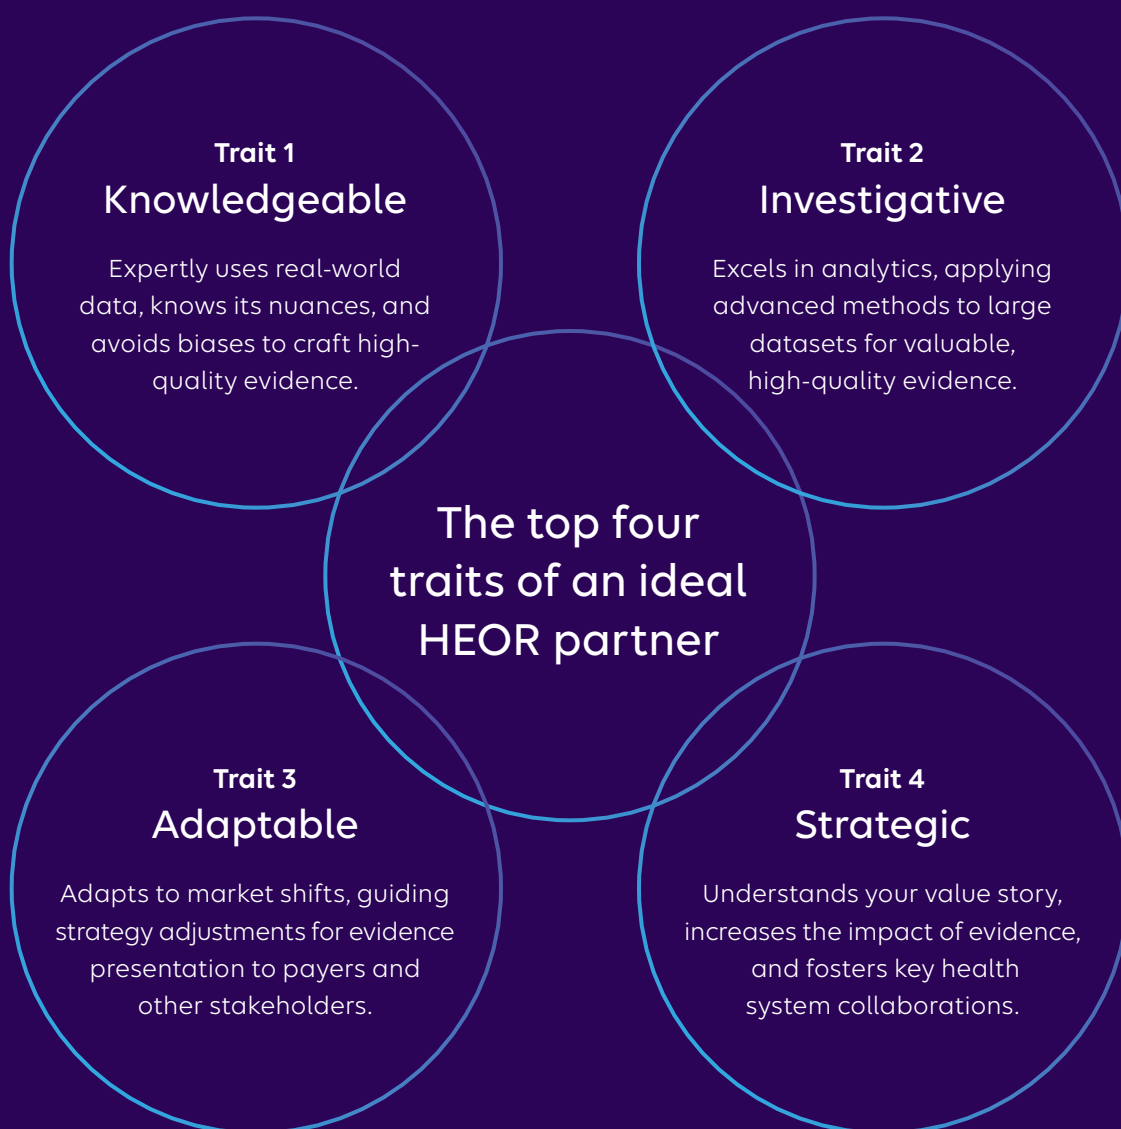 Trait 1
Knowledgeable
Expertly uses real-world
data, knows its nuances, and
avoids biases to craft high-
quality evidence.
Trait 2
Investigative
Excels in analytics, applying
advanced methods to large
datasets for valuable,
high-quality evidence.
The top four
traits of an ideal
HEOR partner
Trait 3
Adaptable
Adapts to market shifts, guiding
strategy adjustments for evidence
presentation to payers and
other stakeholders.
Trait 4
Strategic
Understands your value story,
increases the impact of evidence,
and fosters key health
system collaborations.